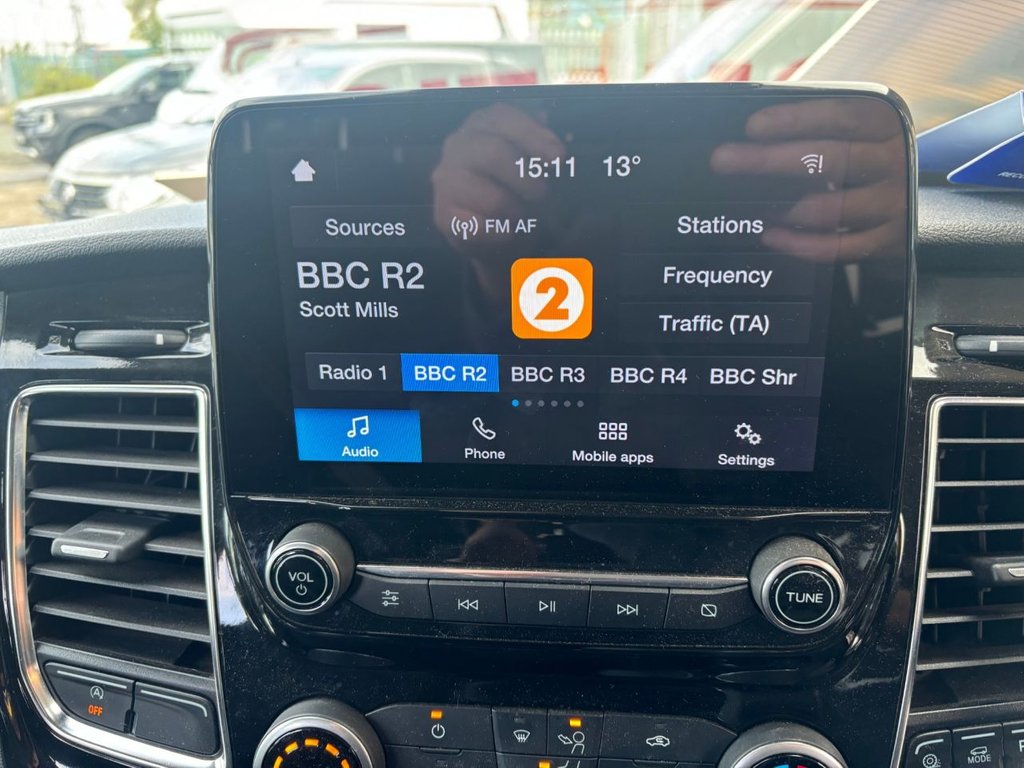 15:11 13°
Sources FM AF Stations
BBC R2
Scott Mills
2
Frequency
Traffic (TA)
Radio 1 BBC R2 BBC R3 BBC R4 BBC Shr
Audio Phone Mobile apps Settings
VOL
TUNE
A
OFF
MODE